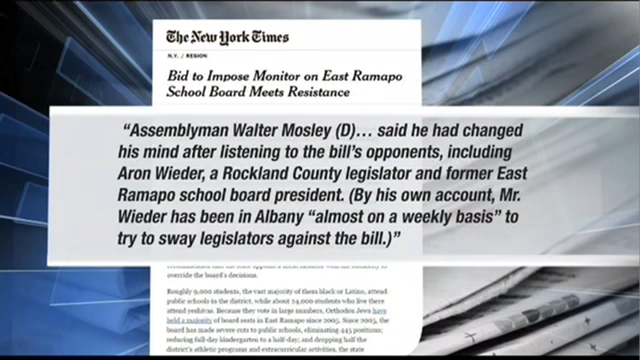 The New York Times
N.Y. / REGION
Bid to Impose Monitor on East Ramapo
School Board Meets Resistance
“Assemblyman Walter Mosley (D)… said he had changed
his mind after listening to the bill’s opponents, including
Aron Wieder, a Rockland County legislator and former East
Ramapo school board president. (By his own account, Mr.
Wieder has been in Albany “almost on a weekly basis” to
try to sway legislators against the bill.)”
override the board's decisions.
Roughly 9,000 students, the vast majority of them black or Latino, attend
public schools in the district, while about 24,000 students who live there
attend yeshivas. Because they vote in large numbers, Orthodox Jews have
held a majority of board seats in East Ramapo since 2005. Since 2005, the
board has made severe cuts to public schools, eliminating 445 positions;
reducing full-day kindergarten to a half-day; and dropping half the
district's athletic programs and extracurricular activities, the state